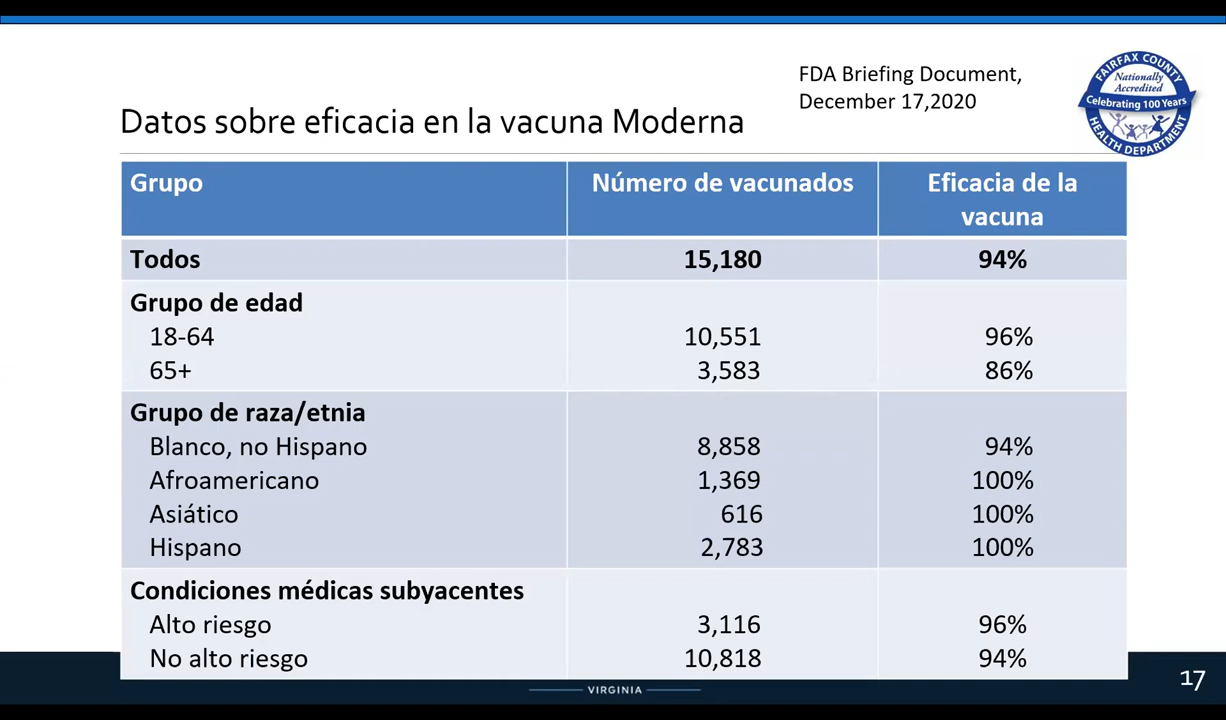 FDA Briefing Document,
December 17,2020
FAIRFAX COUNTY
Nationally
Accredited
Celebrating 100 Years
HEALTH DEPARTMENT
Datos sobre eficacia en la vacuna Moderna
Grupo Número de vacunados Eficacia de la
vacuna
Todos 15,180 94%
Grupo de edad
18-64 10,551 96%
65+ 3,583 86%
Grupo de raza/etnia
Blanco, no Hispano 8,858 94%
Afroamericano 1,369 100%
Asiático 616 100%
Hispano 2,783 100%
Condiciones médicas subyacentes
Alto riesgo 3,116 96%
No alto riesgo 10,818 94%
VIRGINIA
17